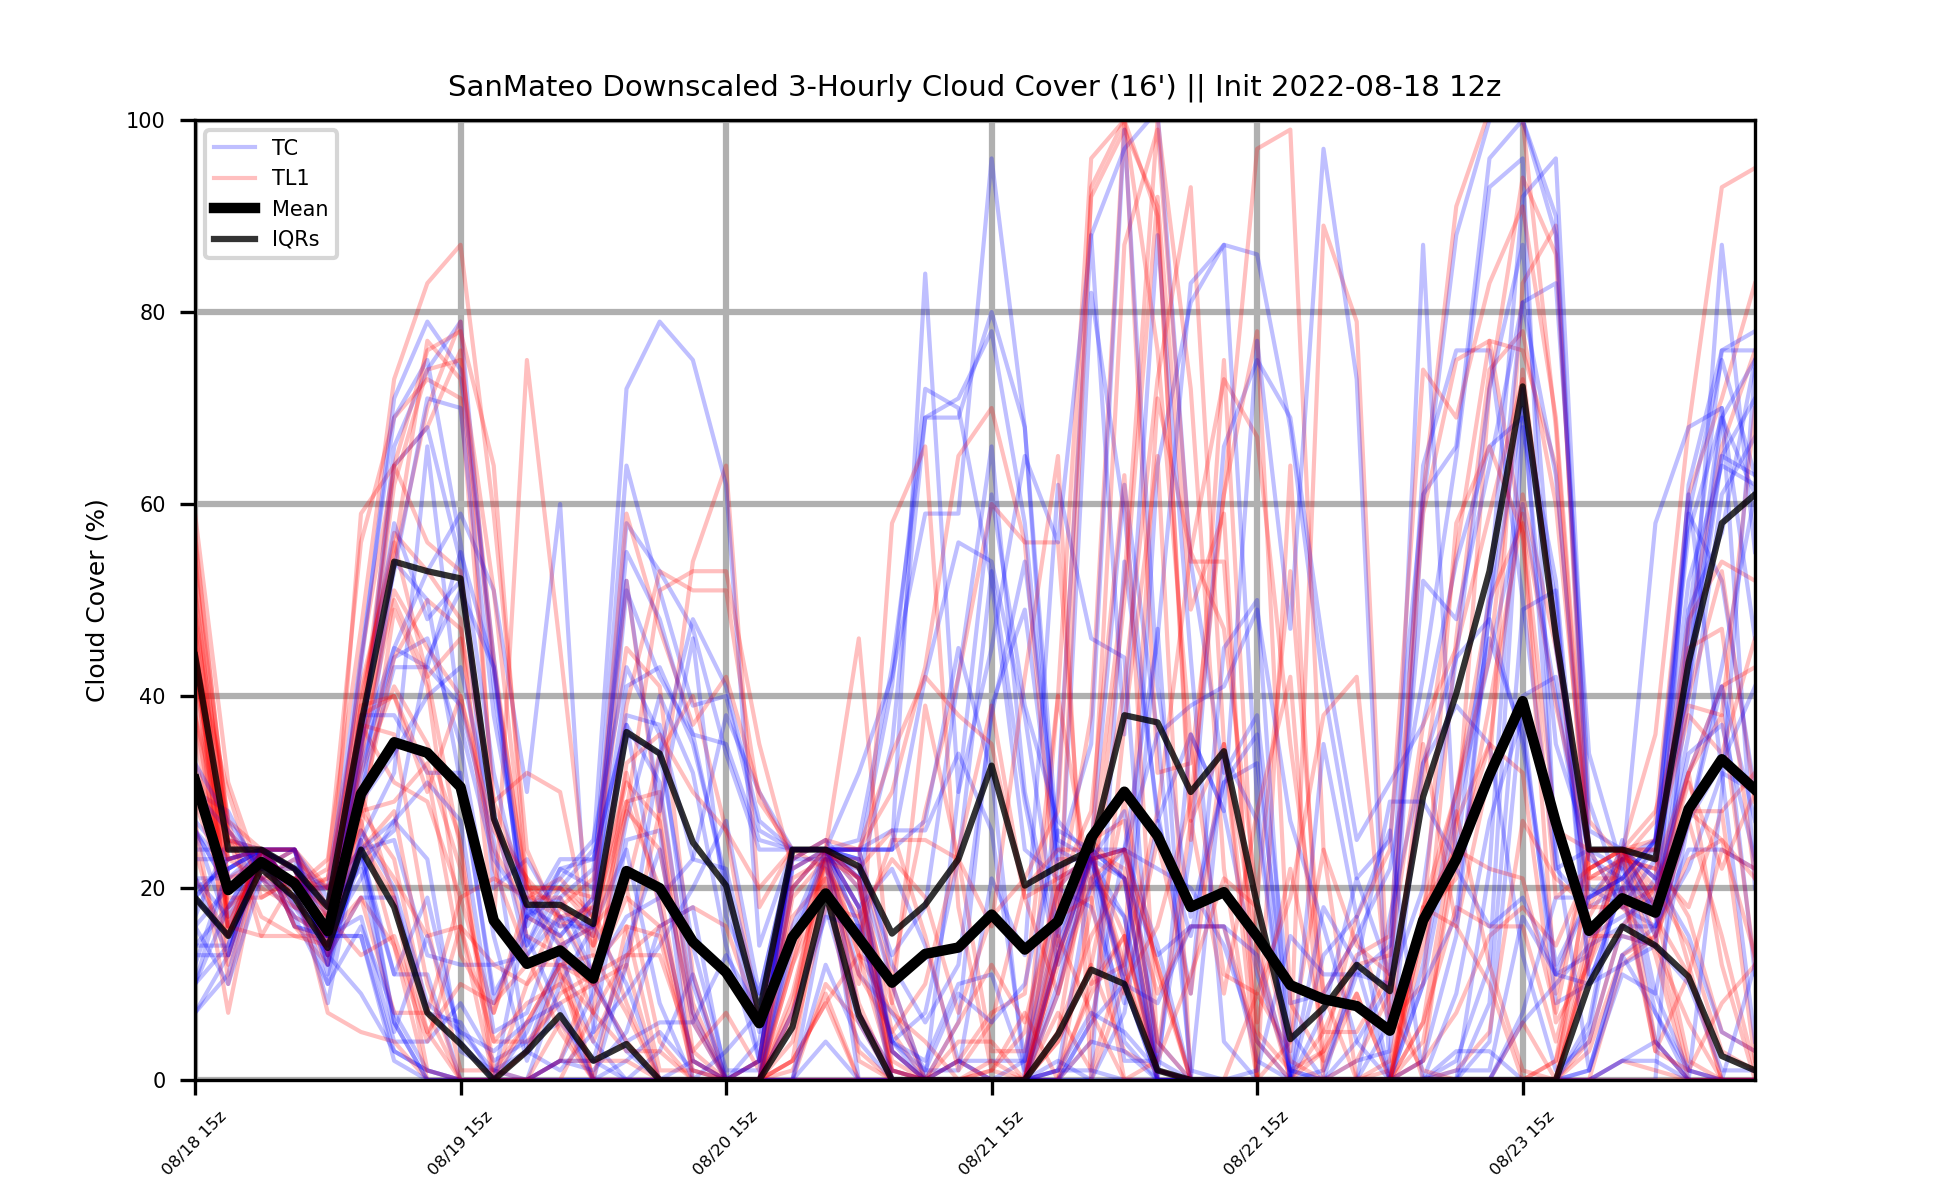 SanMateo Downscaled 3-Hourly Cloud Cover (16') || Init 2022-08-18 12z
100
80
60
40
20
0
Cloud Cover (%)
TC
TL1
Mean
IQRs
08/18 15z
08/19 15z
08/20 15z
08/21 15z
08/22 15z
08/23 15z